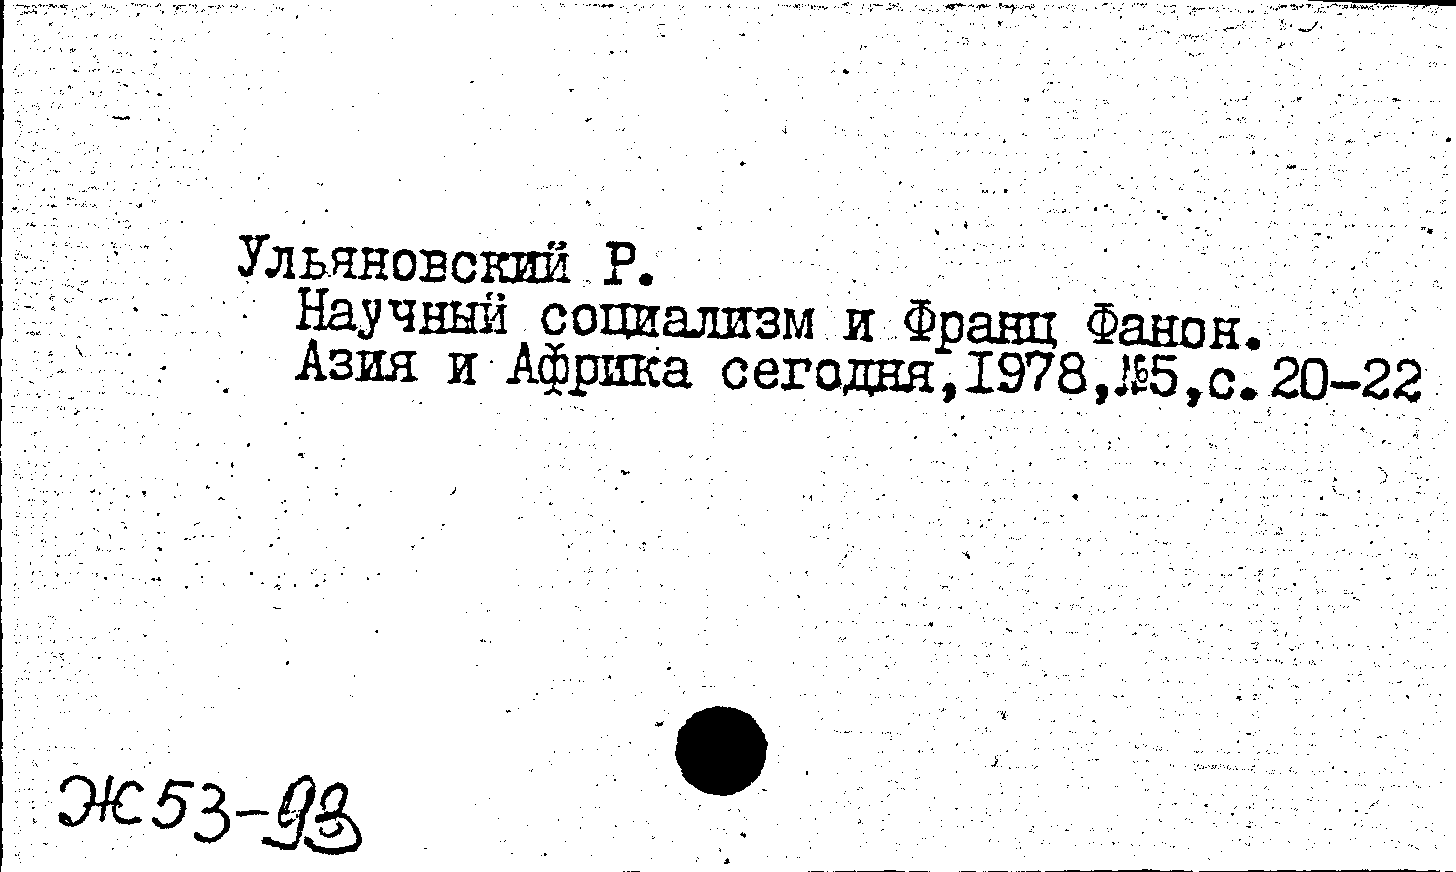 Ульяновский Р.
Научный социализм и Франц Фанон.
Азия и Африка сегодня,1978,№5,с.20-22
Ж53-93